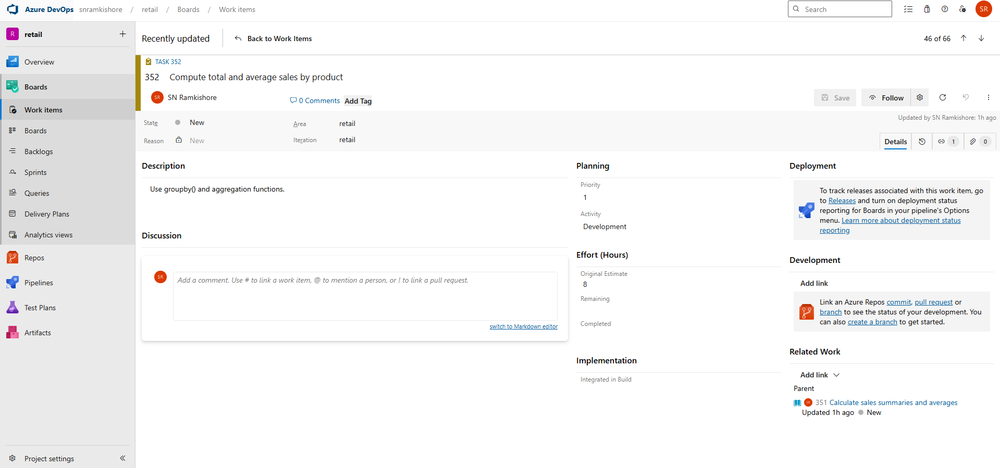 Azure DevOps snramkishore / retail / Boards / Work items Search SR
R retail
Recently updated Back to Work Items 46 of 66
Overview
Boards
Work items
Boards
Backlogs
Sprints
Queries
Delivery Plans
Analytics views
Repos
Pipelines
Test Plans
Artifacts
Project settings
TASK 352
352 Compute total and average sales by product
SR SN Ramkishore 0 Comments Add Tag Save Follow
Updated by SN Ramkishore: 1h ago
State New Area retail
Reason New Iteration retail
Details 1 0
Description
Use groupby() and aggregation functions.
Discussion
SR Add a comment. Use # to link a work item, @ to mention a person, or ! to link a pull request.
switch to Markdown editor
Planning
Priority
1
Activity
Development
Effort (Hours)
Original Estimate
8
Remaining
Completed
Implementation
Integrated in Build
Deployment
To track releases associated with this work item, go
to Releases and turn on deployment status
reporting for Boards in your pipeline's Options
menu. Learn more about deployment status
reporting
Development
Add link
Link an Azure Repos commit, pull request or
branch to see the status of your development. You
can also create a branch to get started.
Related Work
Add link
Parent
SR 351 Calculate sales summaries and averages
Updated 1h ago New